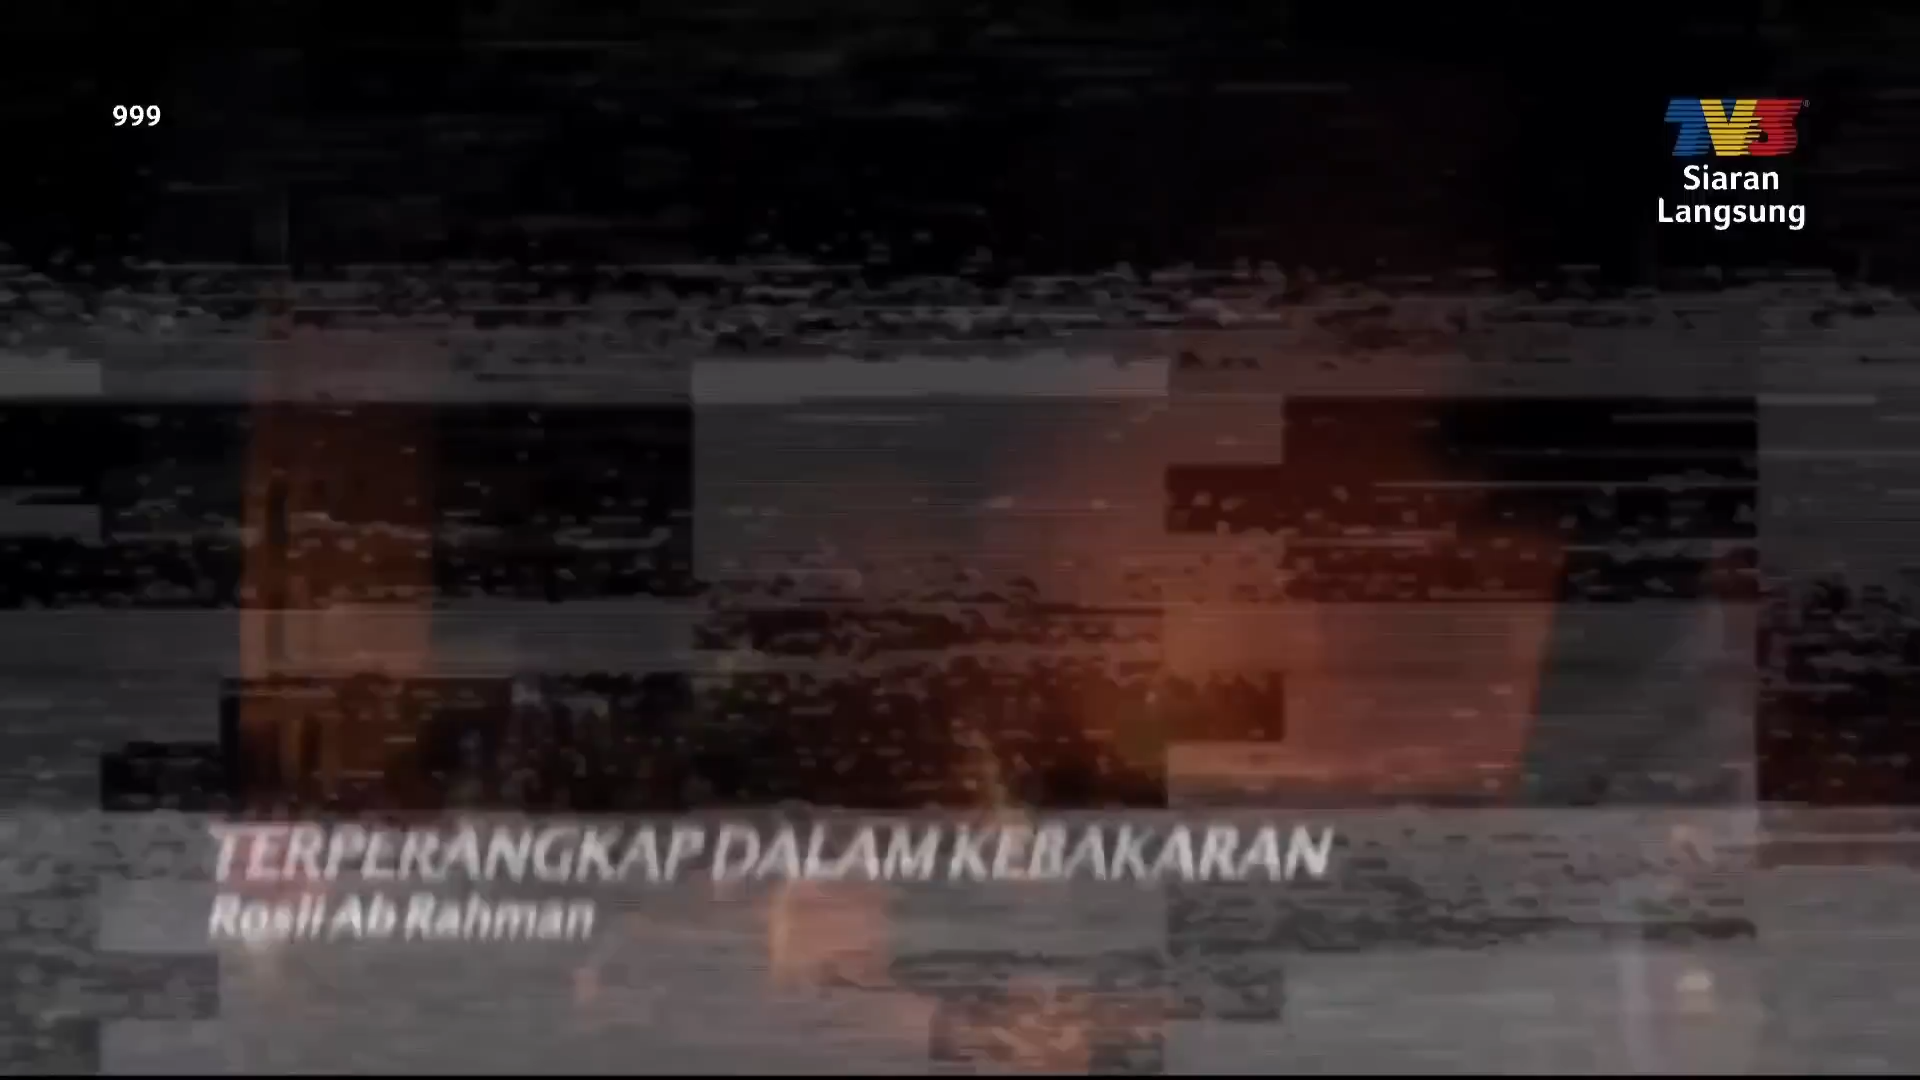 999
TV3
Siaran
Langsung
TERPERANGKAP DALAM KEBAKARAN
Rosli Ab Rahman